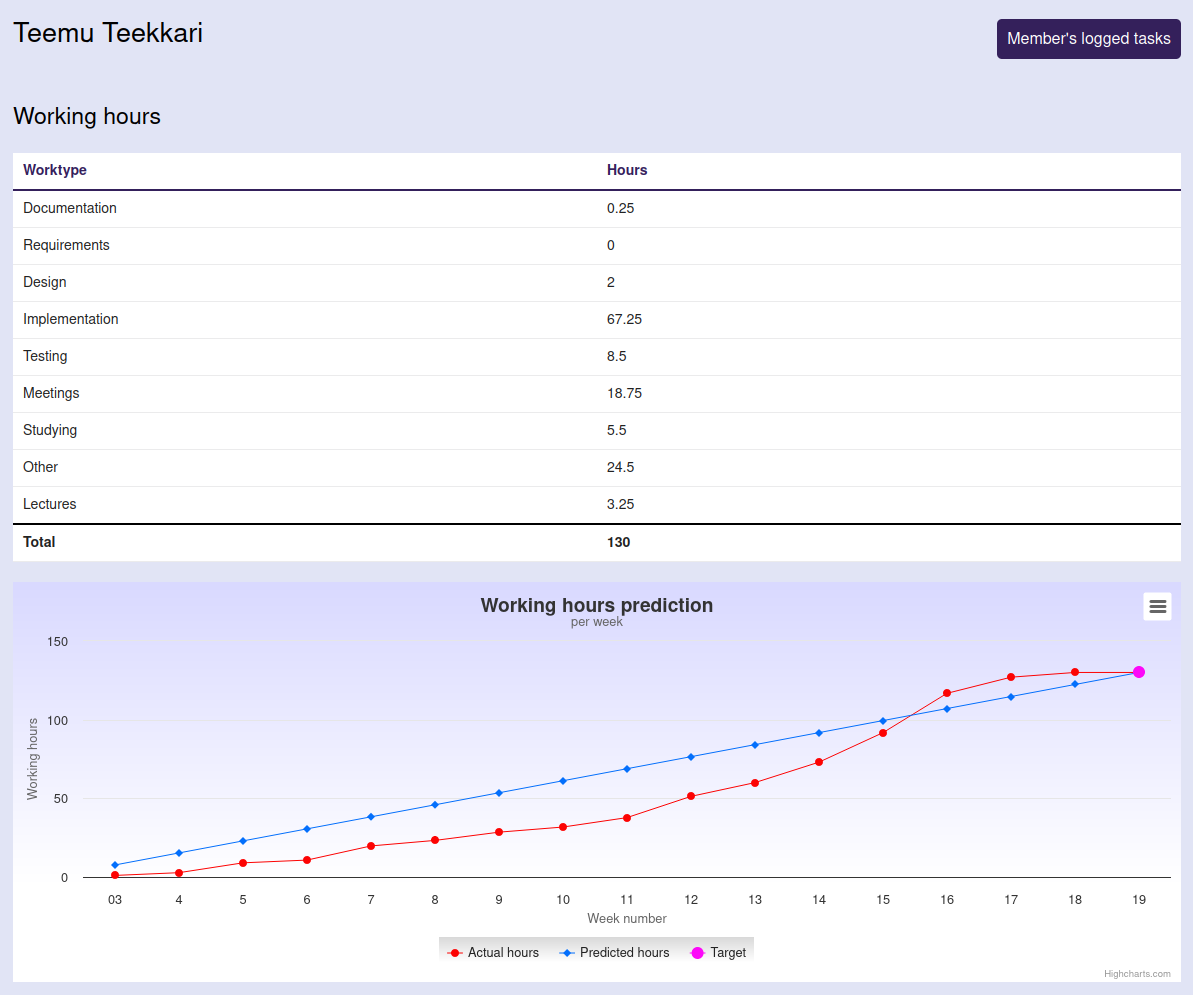 Teemu Teekkari
Member's logged tasks
Working hours
Worktype Hours
Documentation 0.25
Requirements 0
Design 2
Implementation 67.25
Testing 8.5
Meetings 18.75
Studying 5.5
Other 24.5
Lectures 3.25
Total 130
Working hours prediction
per week
Working hours
150
100
50
0
03 4 5 6 7 8 9 10 11 12 13 14 15 16 17 18 19
Week number
Actual hours Predicted hours Target
Highcharts.com